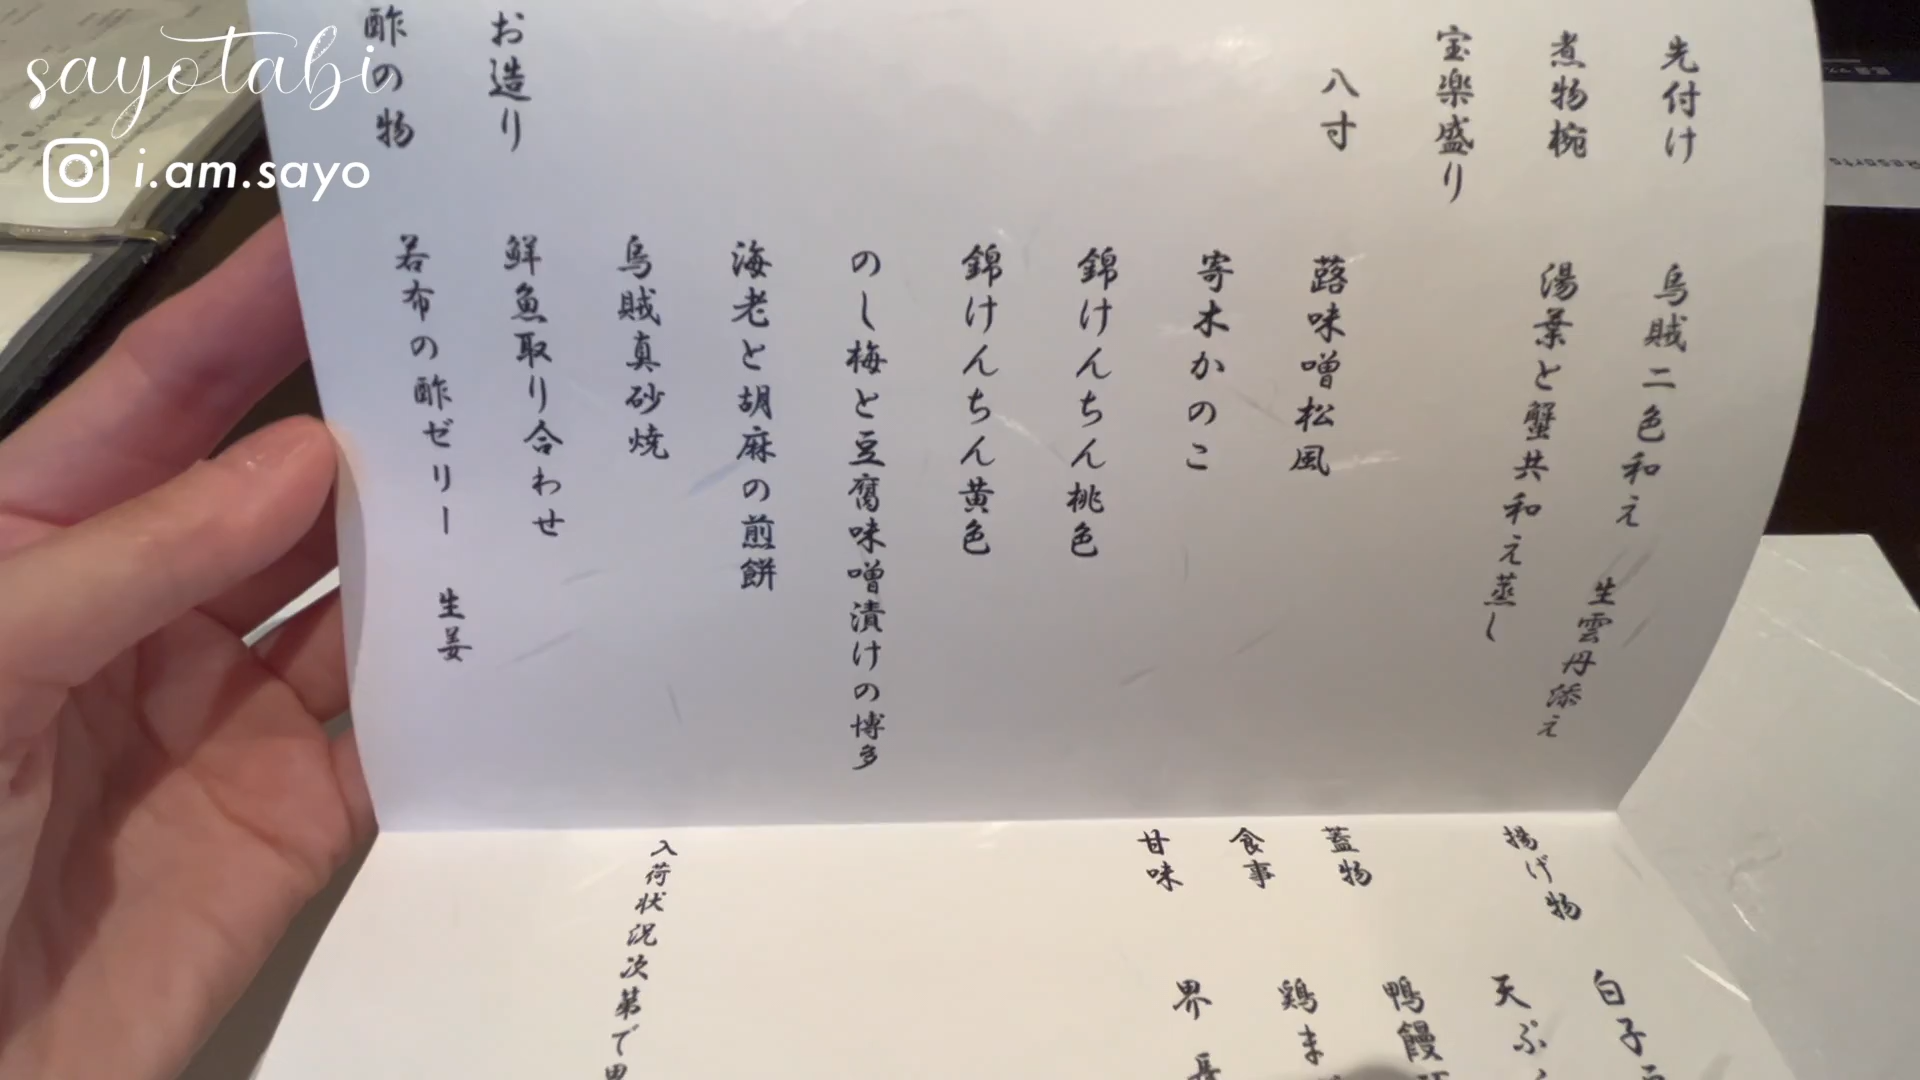 先付け
烏賊二色和え 生雲丹添え
煮物椀
湯葉と蟹共和え蒸し
宝楽盛り
八寸
蕗味噌松風
寄木かのこ
錦けんちん桃色
錦けんちん黄色
のし梅と豆腐味噌漬けの博多
海老と胡麻の煎餅
烏賊真砂焼
お造り
鮮魚取り合わせ
酢の物
若布の酢ゼリー 生姜
揚げ物
白子
天ぷ
蓋物
鴨饅
食事
鶏ま
甘味
界
入荷状況次第で
sayotabi
i.am.sayo